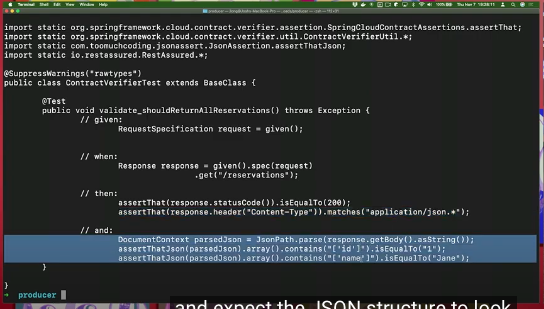 Terminal Shell Edit View Window Help
100% Thu Nov 7 16:26:11
import static org.springframework.cloud.contract.verifier.assertion.SpringCloudContractAssertions.assertThat;
import static org.springframework.cloud.contract.verifier.util.ContractVerifierUtil.*;
import static com.toomuchcoding.jsonassert.JsonAssertion.assertThatJson;
import static io.restassured.RestAssured.*;
@SuppressWarnings("rawtypes")
public class ContractVerifierTest extends BaseClass {
@Test
public void validate_shouldReturnAllReservations() throws Exception {
// given:
RequestSpecification request = given();
// when:
Response response = given().spec(request)
.get("/reservations");
// then:
assertThat(response.statusCode()).isEqualTo(200);
assertThat(response.header("Content-Type")).matches("application/json.*");
// and:
DocumentContext parsedJson = JsonPath.parse(response.getBody().asString());
assertThatJson(parsedJson).array().contains("['id']").isEqualTo("1");
assertThatJson(parsedJson).array().contains("['name']").isEqualTo("Jane");
}
}
→ producer
and expect the JSON structure to look